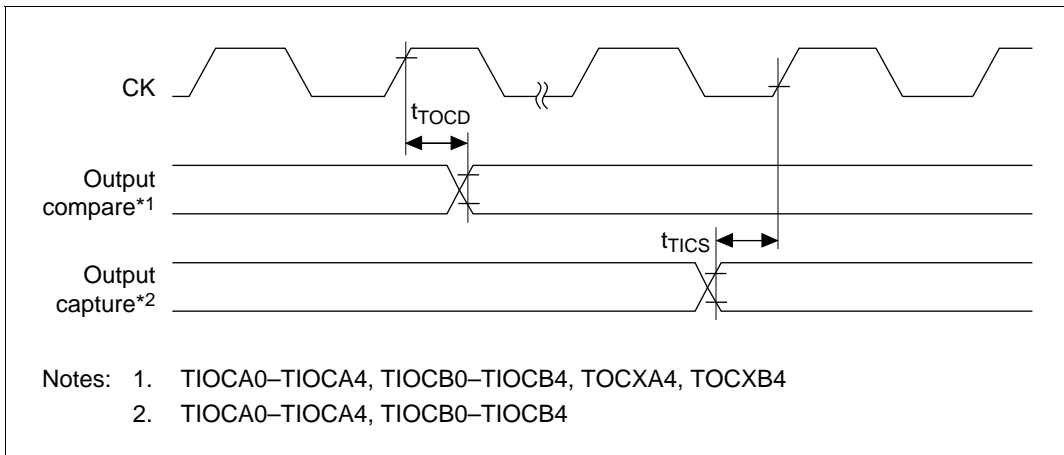 CK
tTOCD
Output
compare*1
tTICS
Output
capture*2
Notes: 1. TIOCA0–TIOCA4, TIOCB0–TIOCB4, TOCXA4, TOCXB4
2. TIOCA0–TIOCA4, TIOCB0–TIOCB4